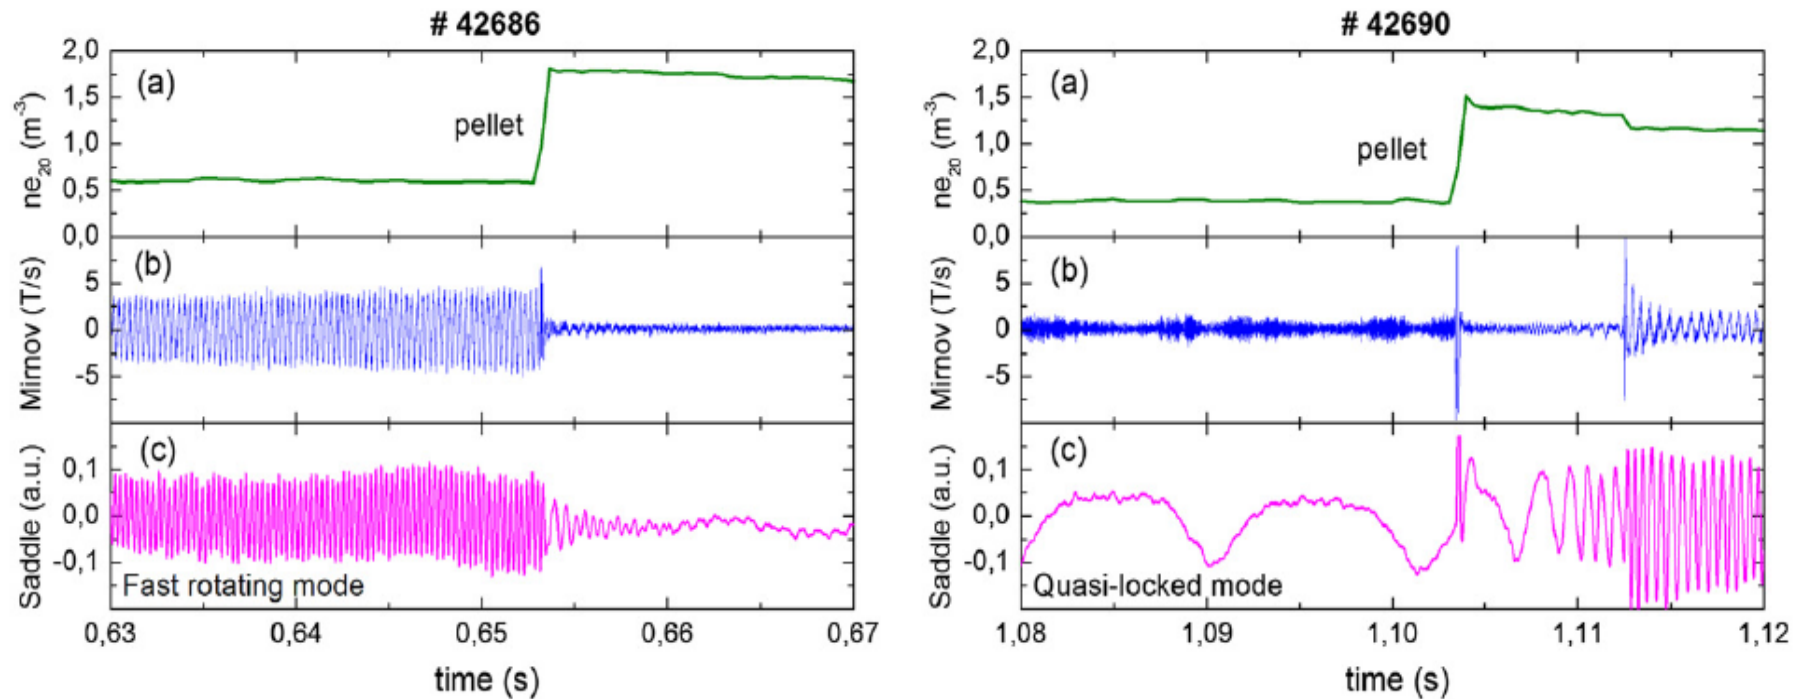 # 42686
# 42690
2,0
1,5
1,0
0,5
0,0
ne20 (m-3)
(a)
pellet
5
0
-5
Mirnov (T/s)
(b)
0,1
0,0
-0,1
Saddle (a.u.)
(c)
Fast rotating mode
0,63 0,64 0,65 0,66 0,67
time (s)
2,0
1,5
1,0
0,5
0,0
ne20 (m-3)
(a)
pellet
5
0
-5
Mirnov (T/s)
(b)
0,1
0,0
-0,1
Saddle (a.u.)
(c)
Quasi-locked mode
1,08 1,09 1,10 1,11 1,12
time (s)